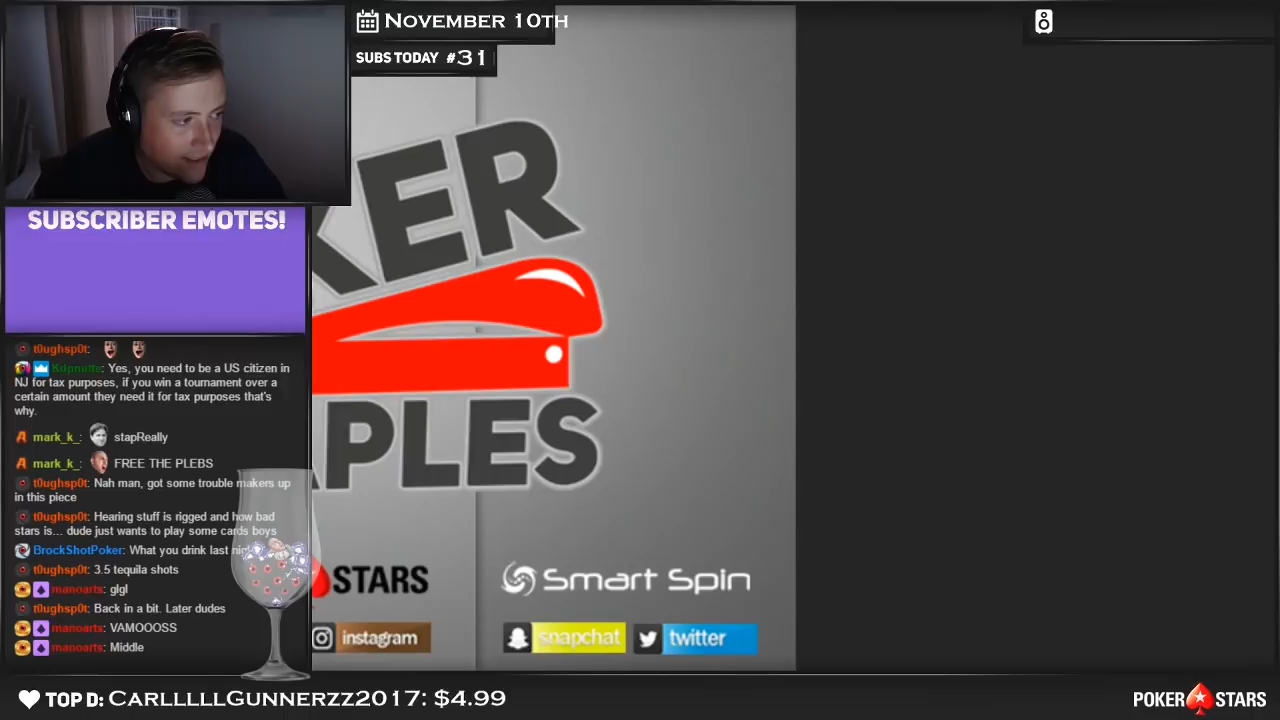 November 10th
SUBS TODAY #31
SUBSCRIBER EMOTES!
KER
APLES
STARS
Smart Spin
instagram
snapchat
twitter
t0ughsp0t:
Kdpnutte: Yes, you need to be a US citizen in
NJ for tax purposes, if you win a tournament over a
certain amount they need it for tax purposes that's
why.
mark_k_: stapReally
mark_k_: FREE THE PLEBS
t0ughsp0t: Nah man, got some trouble makers up
in this piece
t0ughsp0t: Hearing stuff is rigged and how bad
stars is... dude just wants to play some cards boys
BrockShotPoker: What you drink last
t0ughsp0t: 3.5 tequila shots
manoarts: glgl
t0ughsp0t: Back in a bit. Later dudes
manoarts: VAMOOOSS
manoarts: Middle
TOP D: CarlllllGunnerzz2017: $4.99
POKERSTARS